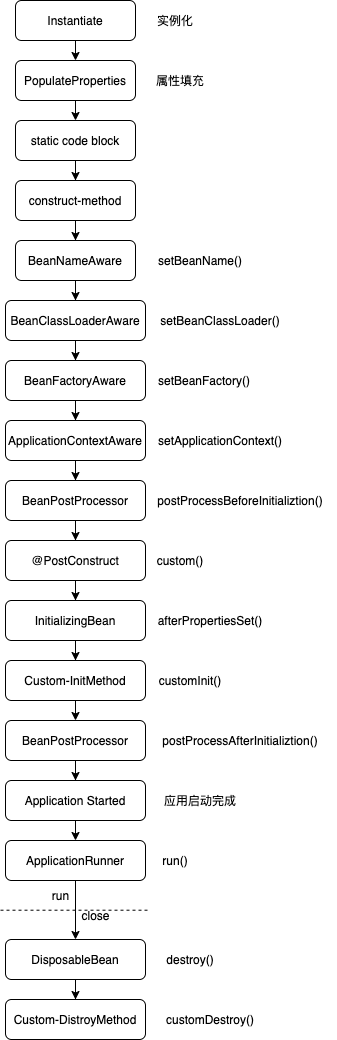 Instantiate 实例化
PopulateProperties 属性填充
static code block
construct-method
BeanNameAware setBeanName()
BeanClassLoaderAware setBeanClassLoader()
BeanFactoryAware setBeanFactory()
ApplicationContextAware setApplicationContext()
BeanPostProcessor postProcessBeforeInitializtion()
@PostConstruct custom()
InitializingBean afterPropertiesSet()
Custom-InitMethod customInit()
BeanPostProcessor postProcessAfterInitializtion()
Application Started 应用启动完成
ApplicationRunner run()
run
close
DisposableBean destroy()
Custom-DistroyMethod customDestroy()